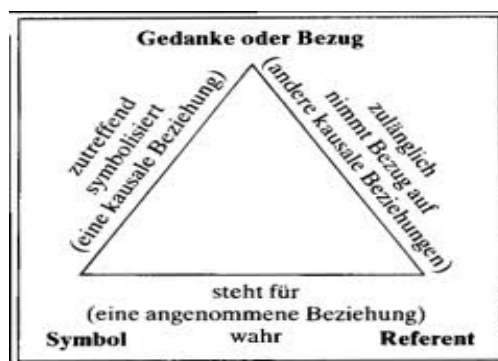 Gedanke oder Bezug
zutreffend
symbolisiert
(eine kausale Beziehung)
zulänglich
nimmt Bezug auf
(andere kausale Beziehungen)
steht für
(eine angenommene Beziehung)
Symbol wahr Referent